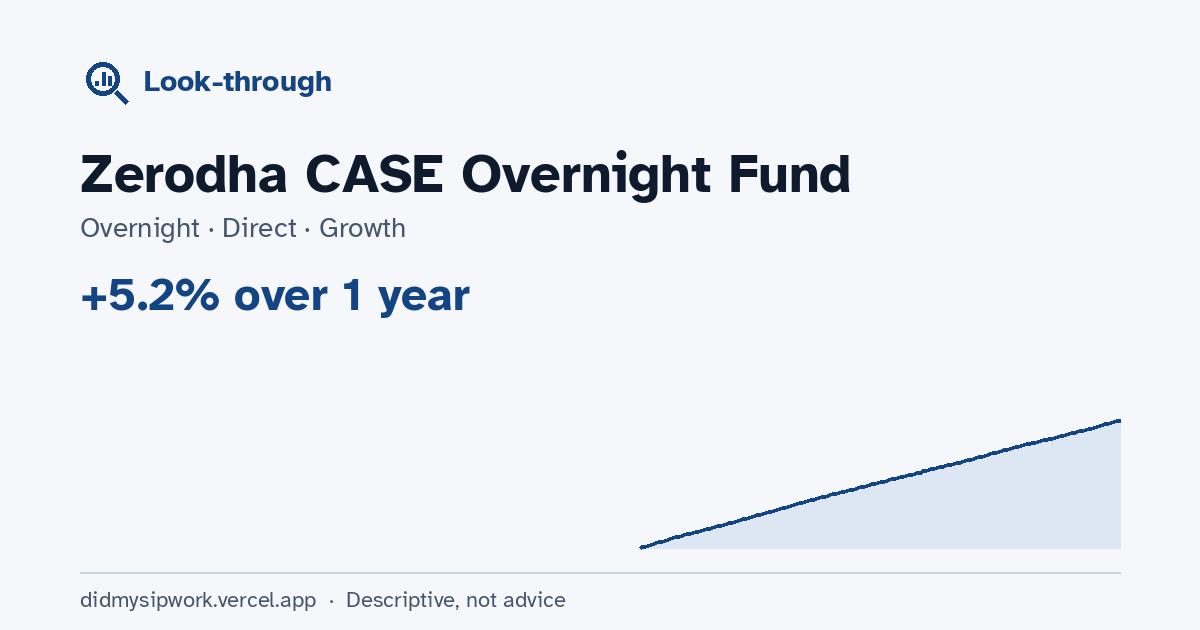 Look-through
Zerodha CASE Overnight Fund
Overnight · Direct · Growth
+5.2% over 1 year
didmysipwork.vercel.app · Descriptive, not advice